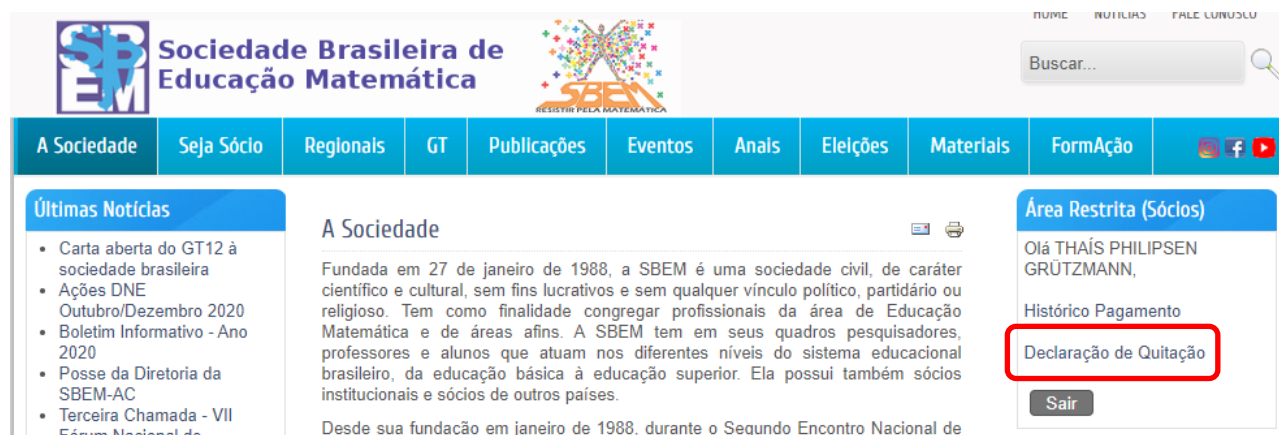 HOME NOTÍCIAS FALE CONOSCO
SBEM
Sociedade Brasileira de
Educação Matemática
SBEM
RESISTIR PELA MATEMÁTICA
Buscar...
A Sociedade Seja Sócio Regionais GT Publicações Eventos Anais Eleições Materiais FormAção
Últimas Notícias
• Carta aberta do GT12 à
sociedade brasileira
• Ações DNE
Outubro/Dezembro 2020
• Boletim Informativo - Ano
2020
• Posse da Diretoria da
SBEM-AC
• Terceira Chamada - VII
Fórum Nacional de
A Sociedade
Fundada em 27 de janeiro de 1988, a SBEM é uma sociedade civil, de caráter
científico e cultural, sem fins lucrativos e sem qualquer vínculo político, partidário ou
religioso. Tem como finalidade congregar profissionais da área de Educação
Matemática e de áreas afins. A SBEM tem em seus quadros pesquisadores,
professores e alunos que atuam nos diferentes níveis do sistema educacional
brasileiro, da educação básica à educação superior. Ela possui também sócios
institucionais e sócios de outros países.
Desde sua fundação em janeiro de 1988, durante o Segundo Encontro Nacional de
Área Restrita (Sócios)
Olá THAÍS PHILIPSEN
GRÜTZMANN,
Histórico Pagamento
Declaração de Quitação
Sair